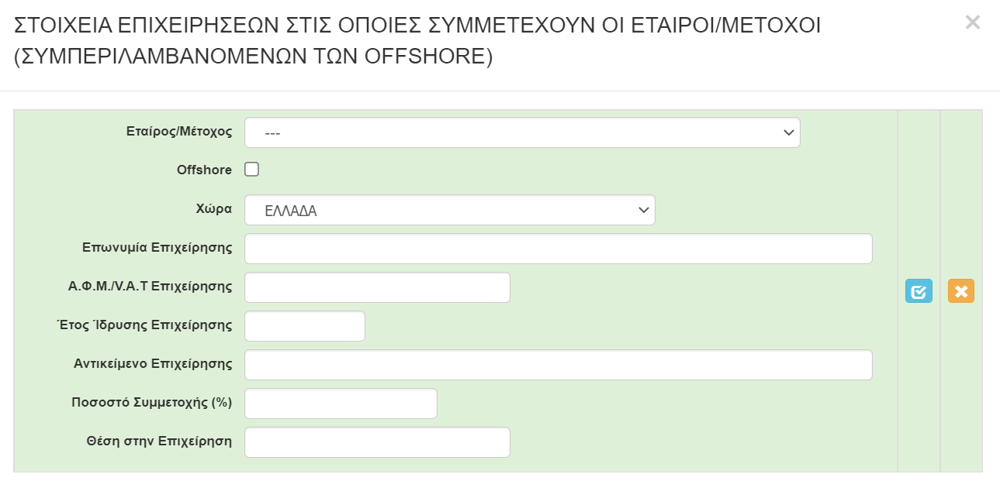 ΣΤΟΙΧΕΙΑ ΕΠΙΧΕΙΡΗΣΕΩΝ ΣΤΙΣ ΟΠΟΙΕΣ ΣΥΜΜΕΤΕΧΟΥΝ ΟΙ ΕΤΑΙΡΟΙ/ΜΕΤΟΧΟΙ
(ΣΥΜΠΕΡΙΛΑΜΒΑΝΟΜΕΝΩΝ ΤΩΝ OFFSHORE)
Εταίρος/Μέτοχος ---
Offshore
Χώρα ΕΛΛΑΔΑ
Επωνυμία Επιχείρησης
Α.Φ.Μ./V.A.T Επιχείρησης
Έτος Ίδρυσης Επιχείρησης
Αντικείμενο Επιχείρησης
Ποσοστό Συμμετοχής (%)
Θέση στην Επιχείρηση